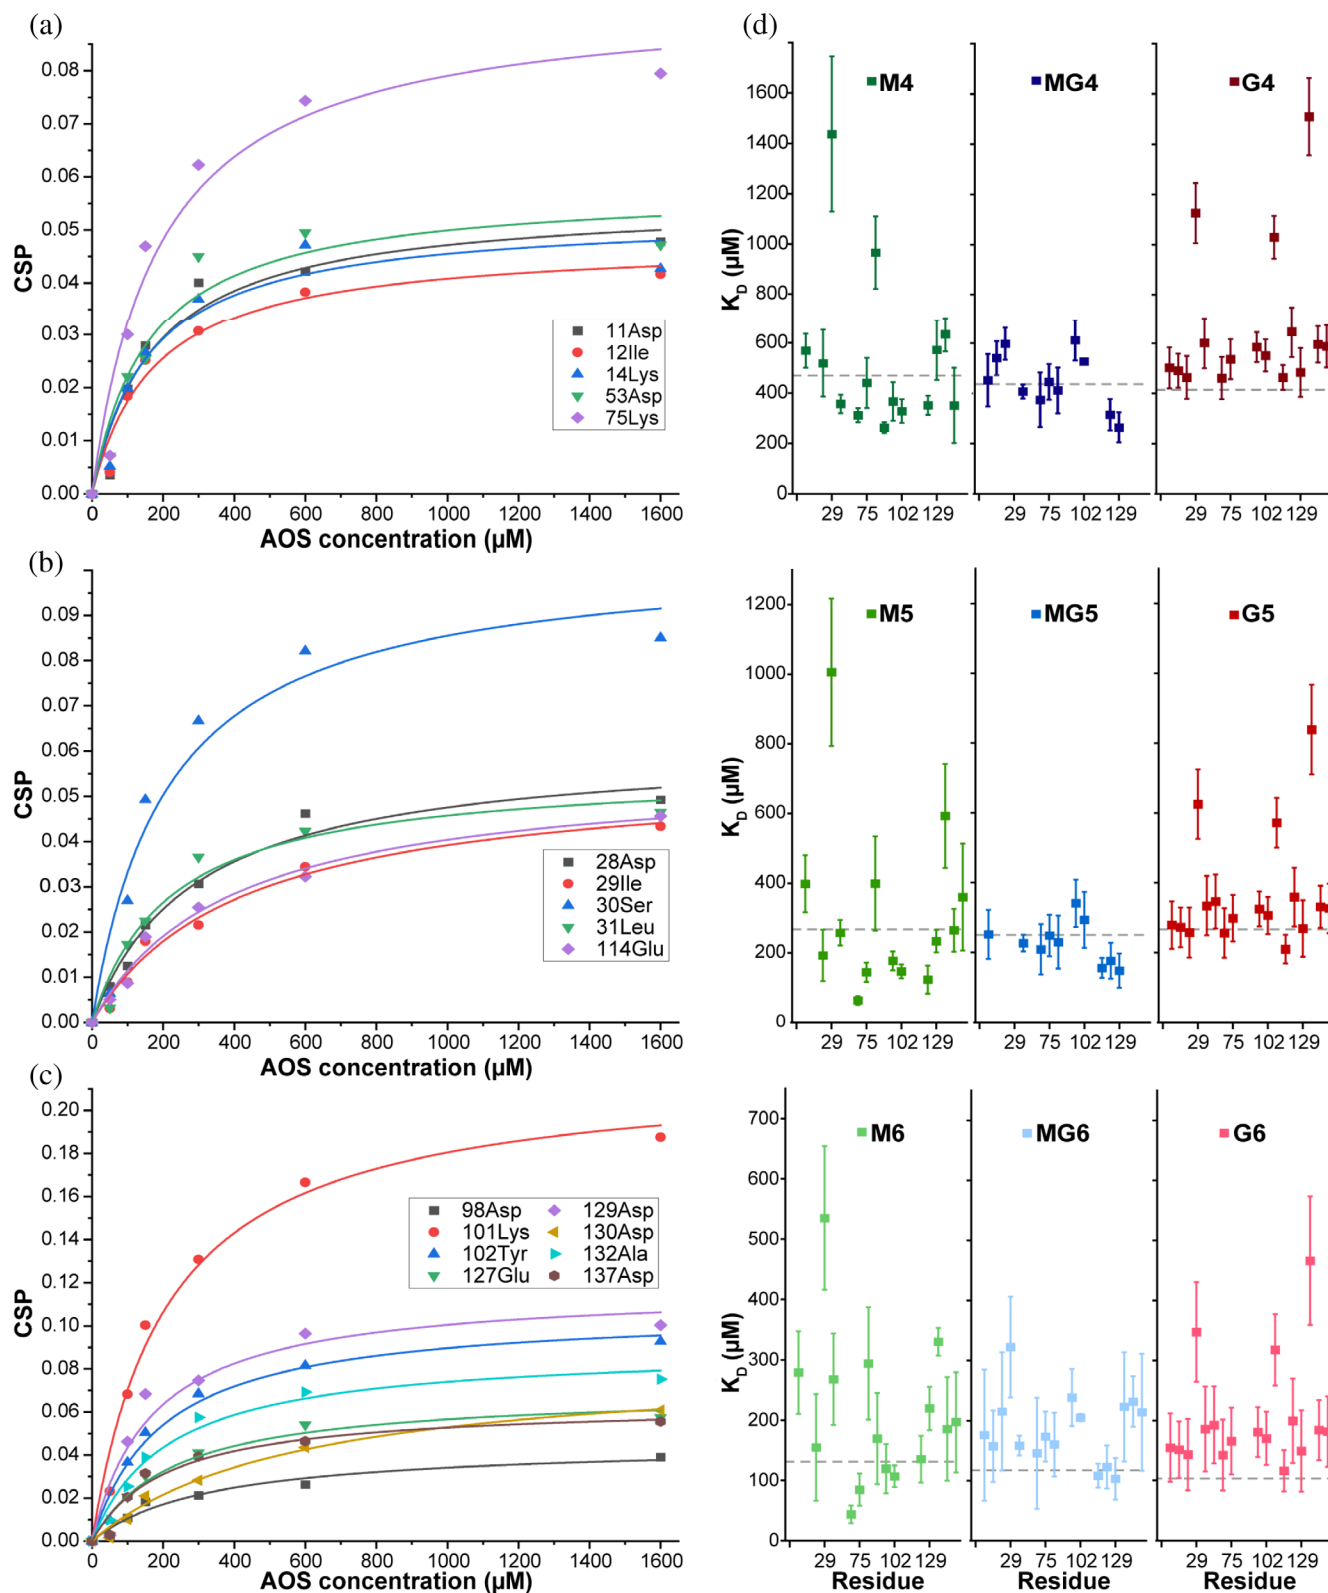 (a)
0.08
0.07
0.06
0.05
0.04
0.03
0.02
0.01
0.00
CSP
11Asp
12Ile
14Lys
53Asp
75Lys
0 200 400 600 800 1000 1200 1400 1600
AOS concentration (µM)
(b)
0.09
0.08
0.07
0.06
0.05
0.04
0.03
0.02
0.01
0.00
CSP
28Asp
29Ile
30Ser
31Leu
114Glu
0 200 400 600 800 1000 1200 1400 1600
AOS concentration (µM)
(c)
0.20
0.18
0.16
0.14
0.12
0.10
0.08
0.06
0.04
0.02
0.00
CSP
98Asp 129Asp
101Lys 130Asp
102Tyr 132Ala
127Glu 137Asp
0 200 400 600 800 1000 1200 1400 1600
AOS concentration (µM)
(d)
M4 MG4 G4
1600
1400
1200
1000
800
600
400
200
0
K_D (µM)
29 75 102 129 29 75 102 129 29 75 102 129
M5 MG5 G5
1200
1000
800
600
400
200
0
K_D (µM)
29 75 102 129 29 75 102 129 29 75 102 129
M6 MG6 G6
700
600
500
400
300
200
100
0
K_D (µM)
29 75 102 129 29 75 102 129 29 75 102 129
Residue Residue Residue